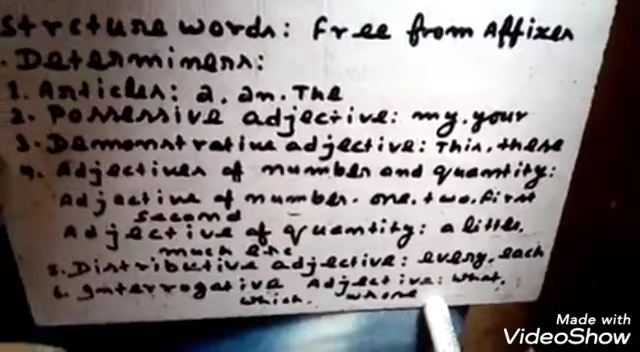 Strcture words: Free from Affixes
. Determiners:
1. Articles: a. an. The
2. Possessive adjective: my. your
3. Demonstrative adjective: This. these
4. Adjectives of number and quantity:
Adjective of number. one. two. first
second
Adjective of quantity: a little.
much etc
5. Distributive adjective: every. each
6. Interrogative Adjective: what.
which. whose
Made with
VideoShow